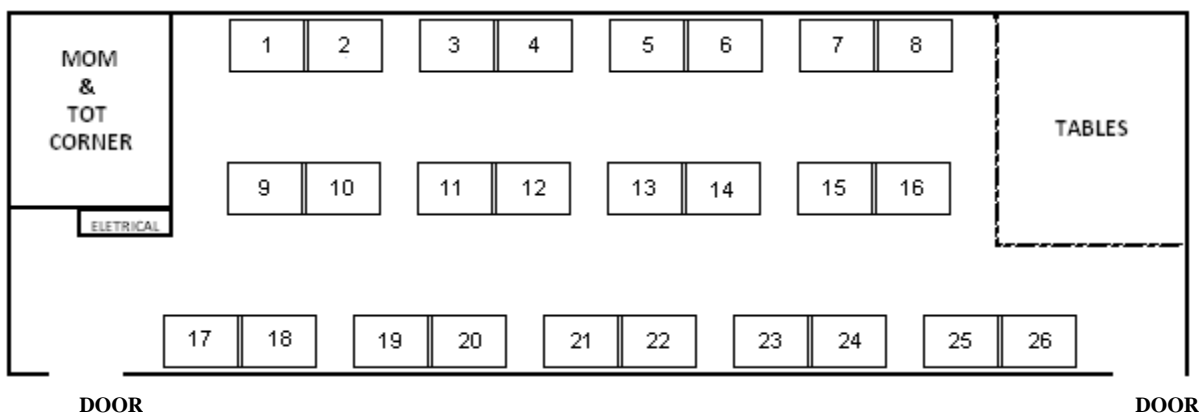 MOM
&
TOT
CORNER
ELETRICAL
1 2 3 4 5 6 7 8
TABLES
9 10 11 12 13 14 15 16
17 18 19 20 21 22 23 24 25 26
DOOR DOOR